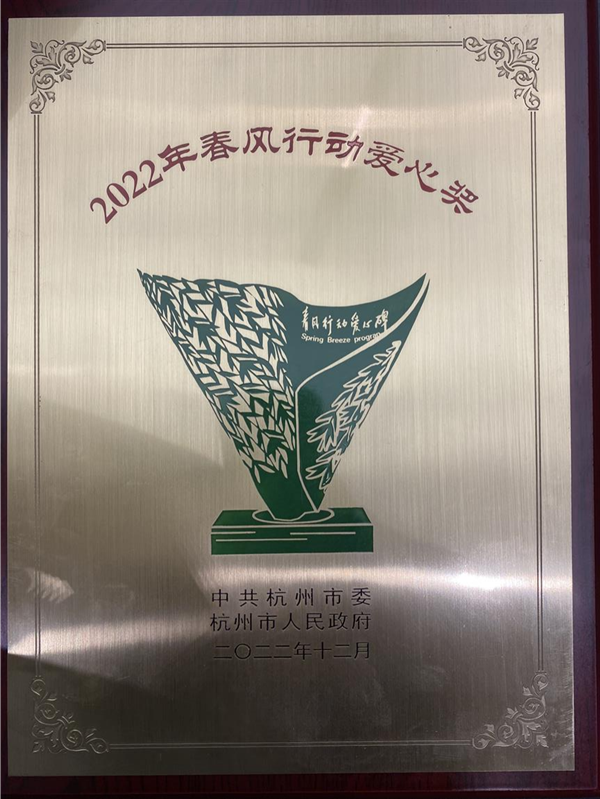 2022年春风行动爱心奖
春风行动爱心碑
Spring Breeze program
中共杭州市委
杭州市人民政府
二〇二二年十二月